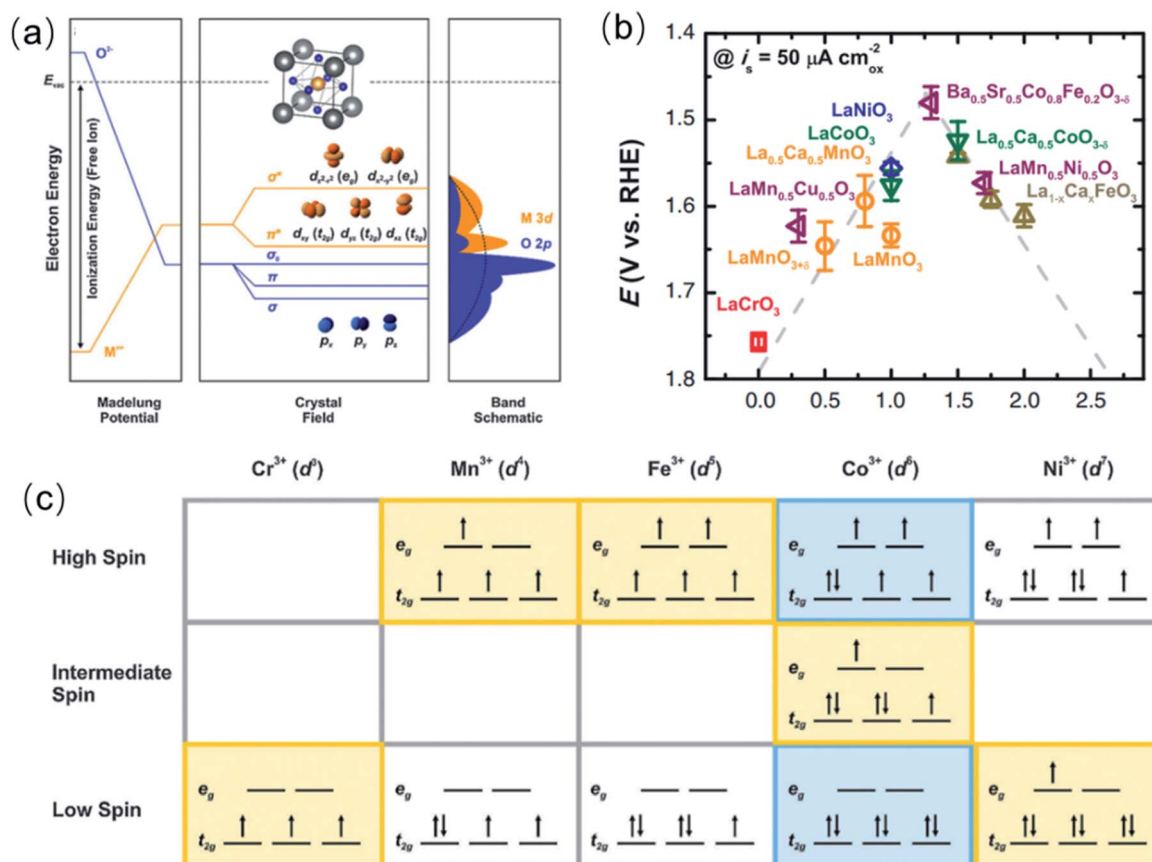 (a)
O²⁻
E_vac
Electron Energy
Ionization Energy (Free Ion)
Mⁿ⁺
σ*
d_z²-r² (e_g) d_x²-y² (e_g)
d_xy (t_2g) d_yz (t_2g) d_xz (t_2g)
π*
σ₀
π
σ
p_x p_y p_z
M 3d
O 2p
Madelung
Potential
Crystal
Field
Band
Schematic
(b)
@ i_s = 50 μA cm⁻²_ox
E (V vs. RHE)
1.4
1.5
1.6
1.7
1.8
0.0 0.5 1.0 1.5 2.0 2.5
Ba₀.₅Sr₀.₅Co₀.₈Fe₀.₂O₃₋δ
LaNiO₃
LaCoO₃
La₀.₅Ca₀.₅CoO₃₋δ
La₀.₅Ca₀.₅MnO₃
LaMn₀.₅Ni₀.₅O₃
LaMn₀.₅Cu₀.₅O₃
La₁₋ₓCaₓFeO₃
LaMnO₃₊δ
LaMnO₃
LaCrO₃
(c)
Cr³⁺ (d³) Mn³⁺ (d⁴) Fe³⁺ (d⁵) Co³⁺ (d⁶) Ni³⁺ (d⁷)
High Spin
e_g e_g e_g e_g
t_2g t_2g t_2g t_2g
Intermediate
Spin
e_g
t_2g
Low Spin
e_g e_g e_g e_g e_g
t_2g t_2g t_2g t_2g t_2g